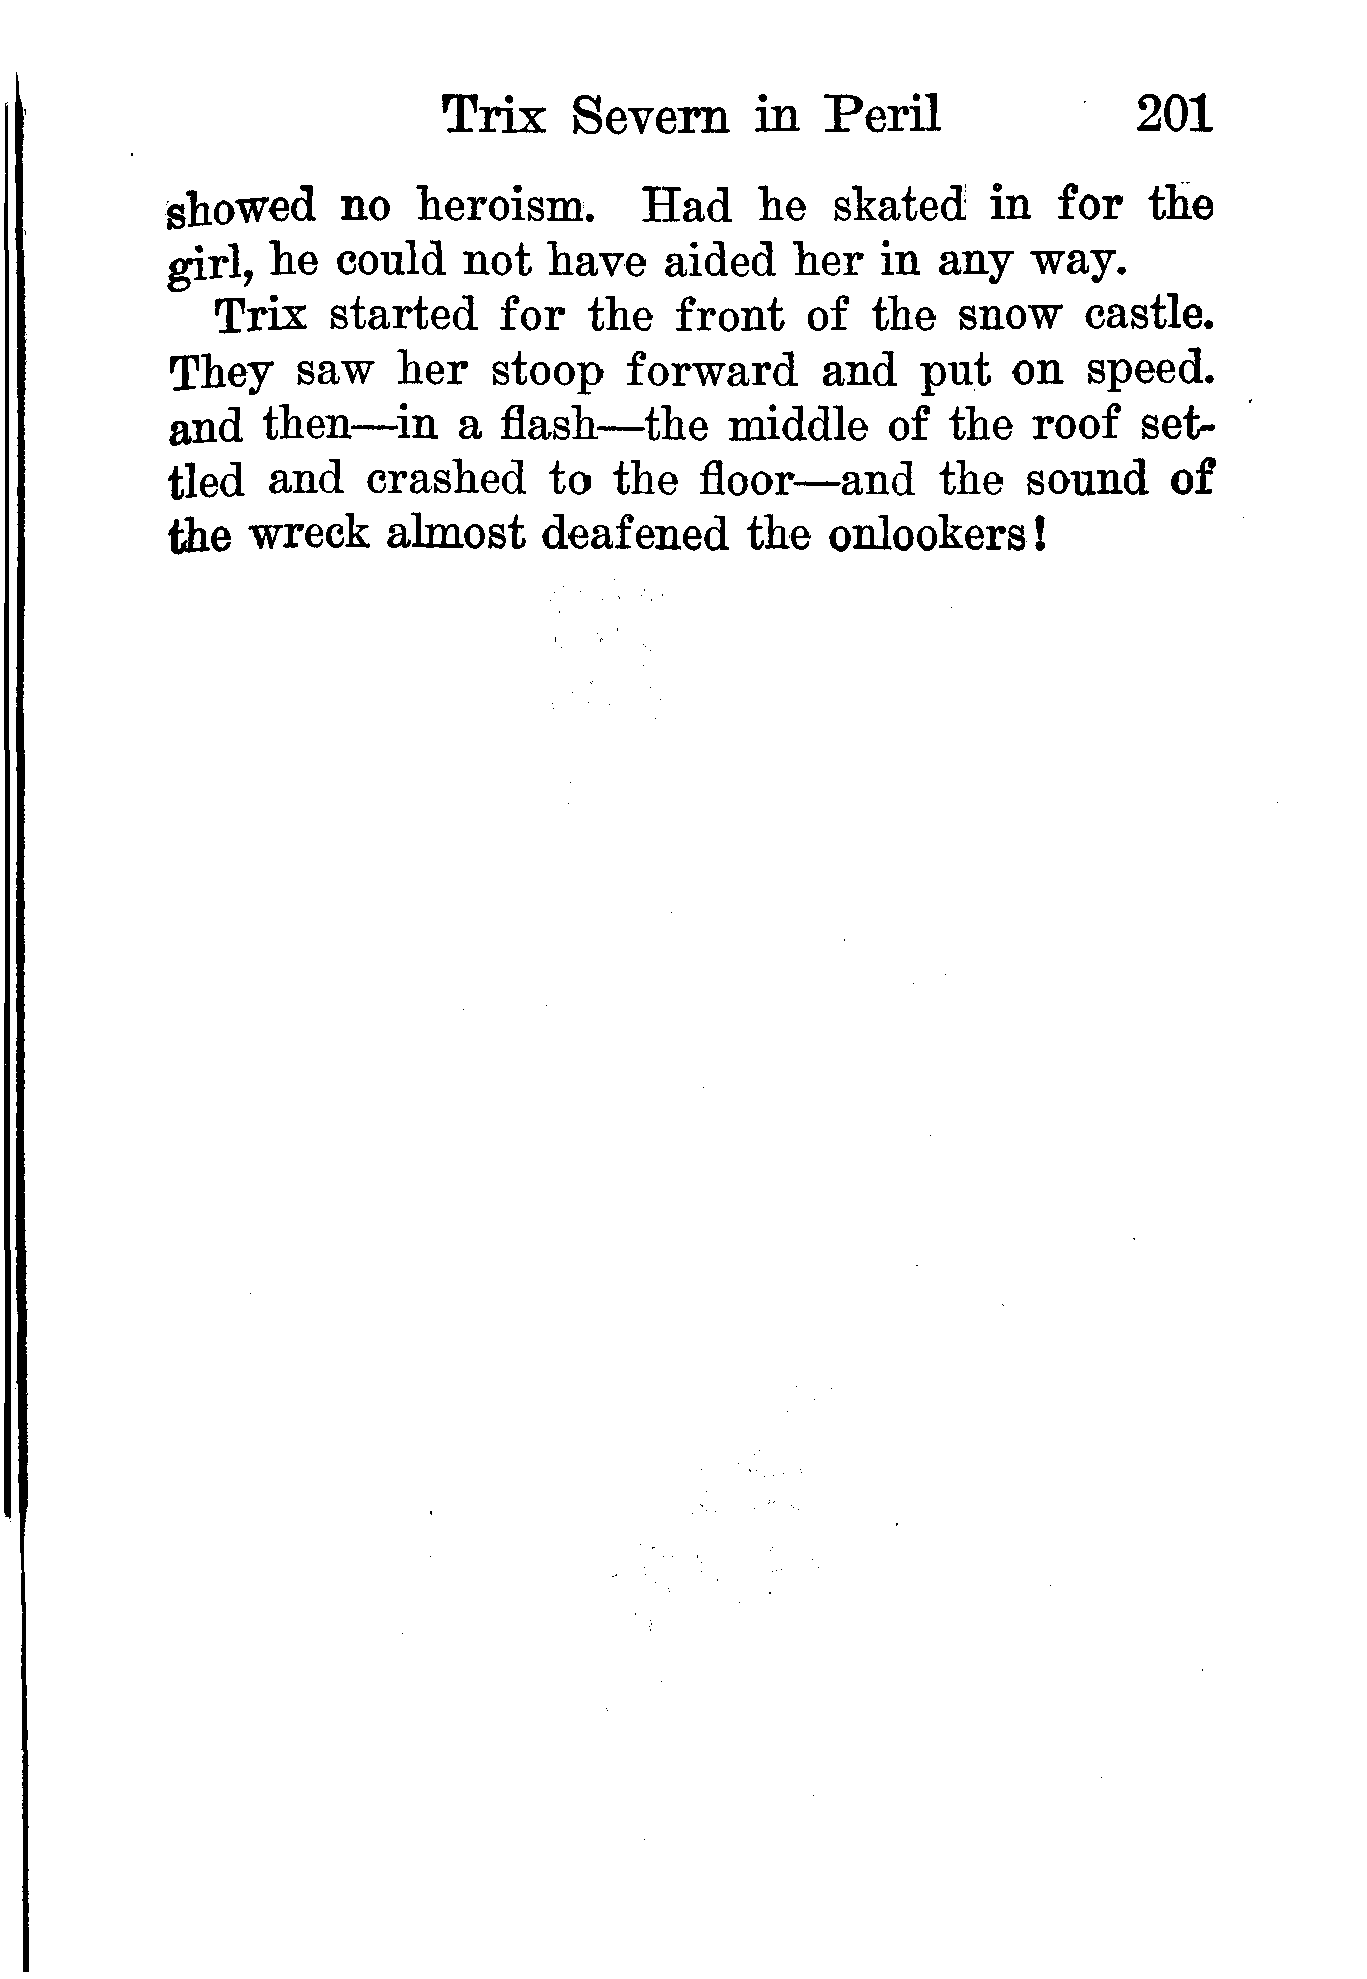 Trix Severn in Peril 201
showed no heroism. Had he skated in for the
girl, he could not have aided her in any way.
Trix started for the front of the snow castle.
They saw her stoop forward and put on speed.
and then—in a flash—the middle of the roof set-
tled and crashed to the floor—and the sound of
the wreck almost deafened the onlookers!